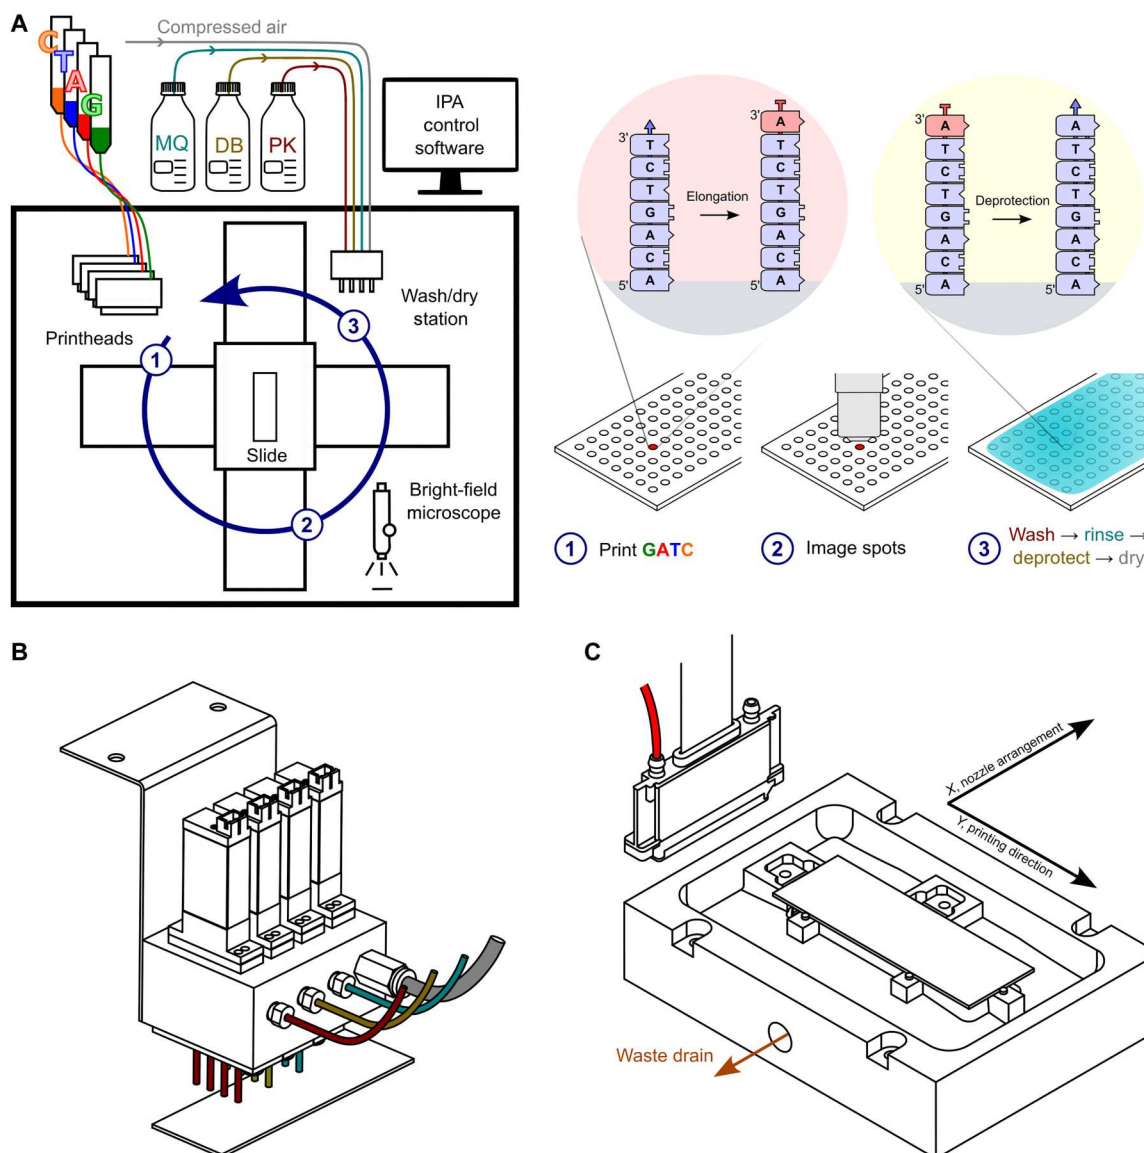 A
C
T
A
G
Compressed air
MQ
DB
PK
IPA
control
software
Printheads
Wash/dry
station
1
3
Slide
2
Bright-field
microscope
3'
T
C
T
G
A
C
A
5'
Elongation
3'
A
T
C
T
G
A
C
A
5'
3'
A
T
C
T
G
A
C
A
5'
Deprotection
A
T
C
T
G
A
C
A
5'
1 Print GATC
2 Image spots
3 Wash → rinse →
deprotect → dry
B
C
X, nozzle arrangement
Y, printing direction
Waste drain